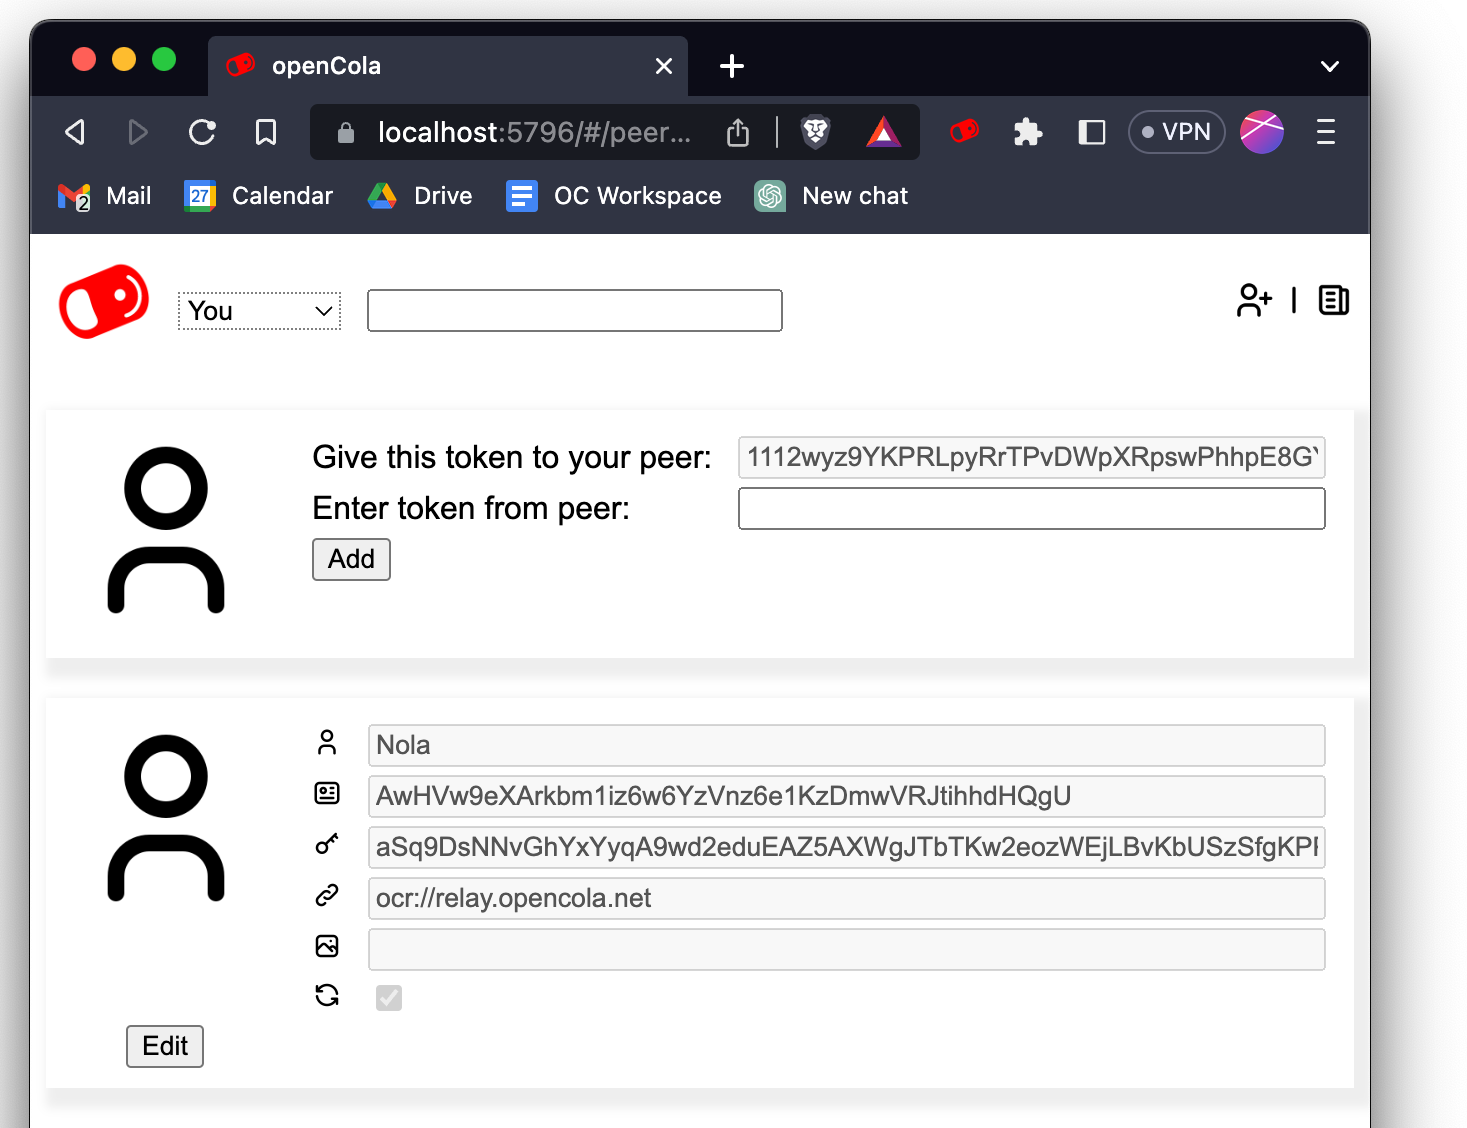 openCola
localhost:5796/#/peer...
VPN
2
Mail
27
Calendar
Drive
OC Workspace
New chat
You
Give this token to your peer:
1112wyz9YKPRLpyRrTPvDWpXRpswPhhpE8G
Enter token from peer:
Add
Nola
AwHVw9eXArkbm1iz6w6YzVnz6e1KzDmwVRJtihhdHQgU
aSq9DsNNvGhYxYyqA9wd2eduEAZ5AXWgJTbTKw2eozWEjLBvKbUSzSfgKP
ocr://relay.opencola.net
Edit